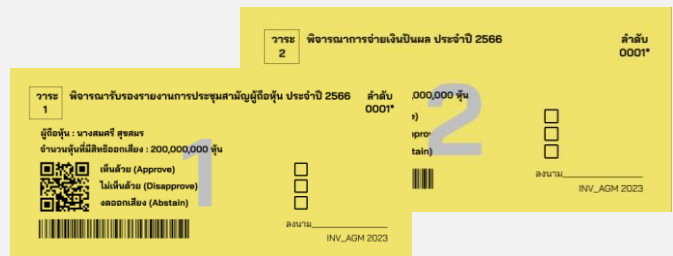 วาระ พิจารณาการจ่ายเงินปันผล ประจำปี 2566 ลำดับ
2 0001*
,000,000 หุ้น
2
ลงนาม
INV_AGM 2023
วาระ พิจารณารับรองรายงานการประชุมสามัญผู้ถือหุ้น ประจำปี 2566 ลำดับ
1 0001*
ผู้ถือหุ้น : นางสมศรี สุขสมร
จำนวนหุ้นที่มีสิทธิออกเสียง : 200,000,000 หุ้น
1
เห็นด้วย (Approve)
ไม่เห็นด้วย (Disapprove)
งดออกเสียง (Abstain)
ลงนาม
INV_AGM 2023